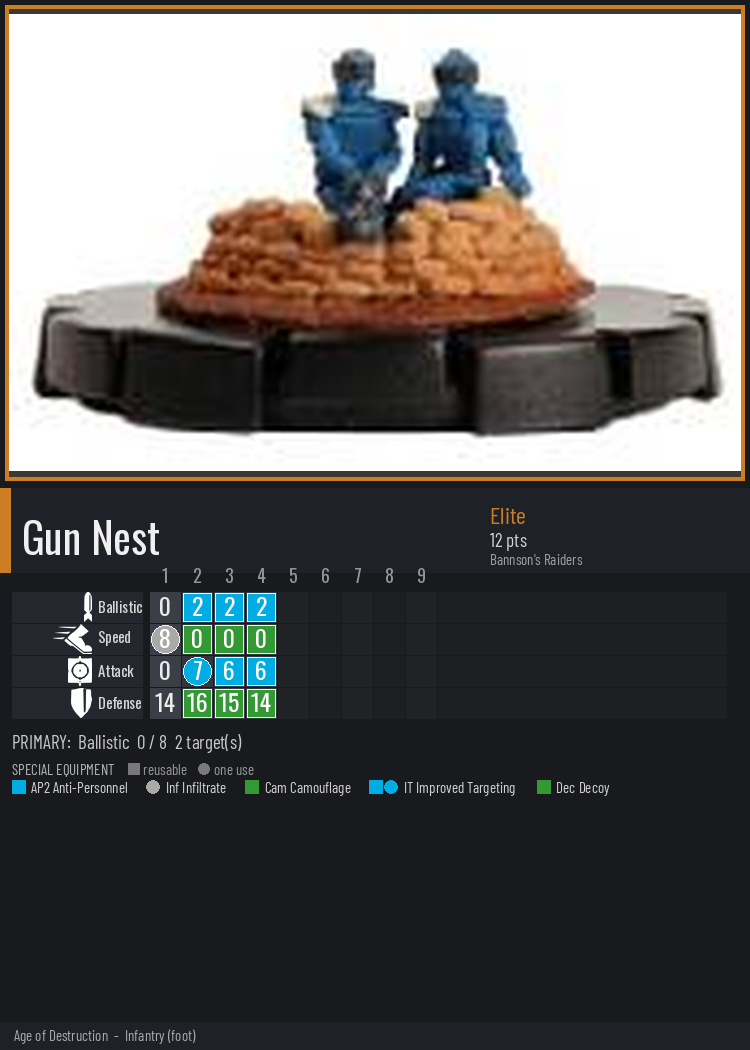 Gun Nest
Elite
12 pts
Bannson's Raiders
1 2 3 4 5 6 7 8 9
Ballistic 0 2 2 2
Speed 8 0 0 0
Attack 0 7 6 6
Defense 14 16 15 14
PRIMARY: Ballistic 0 / 8 2 target(s)
SPECIAL EQUIPMENT reusable one use
AP2 Anti-Personnel Inf Infiltrate Cam Camouflage IT Improved Targeting Dec Decoy
Age of Destruction - Infantry (foot)